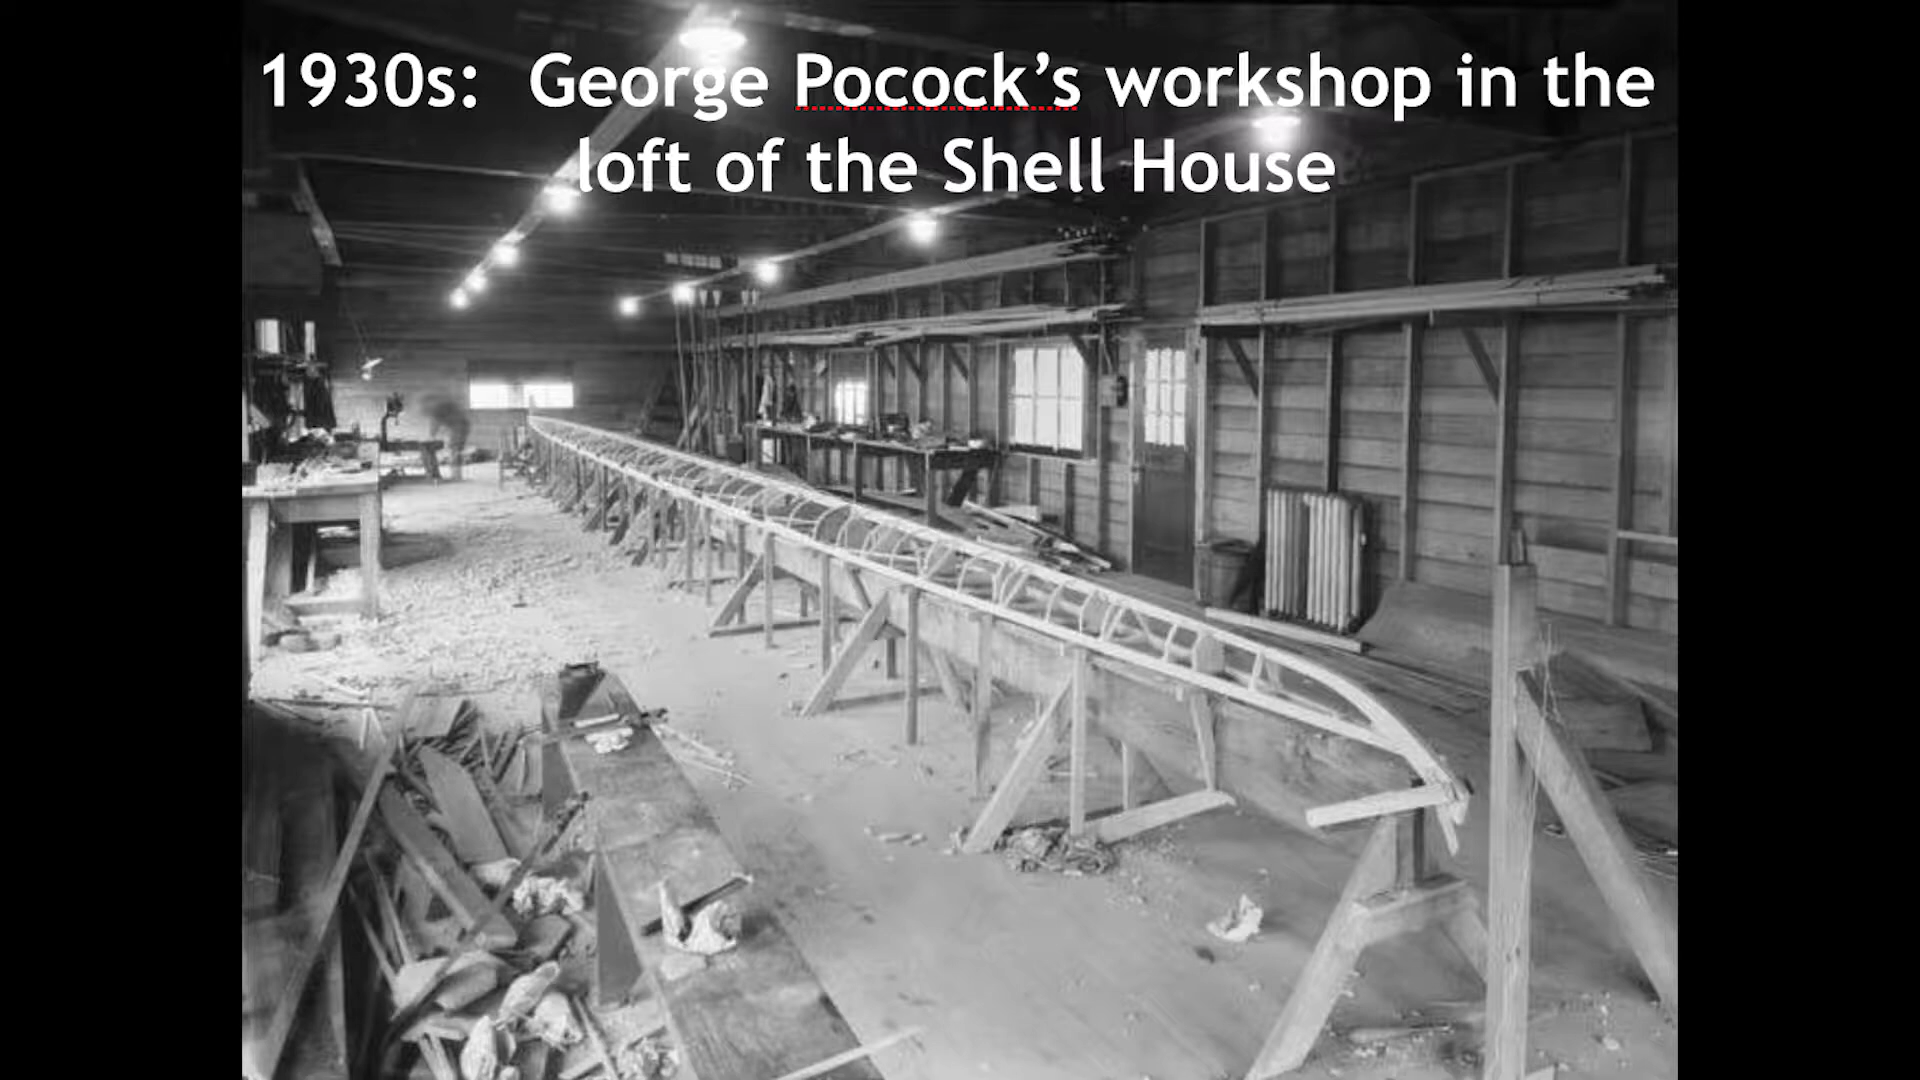 1930s:  George Pocock’s workshop in the
loft of the Shell House